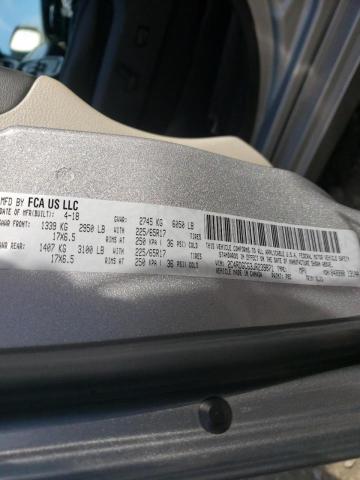 MFD BY FCA US LLC
DATE OF MFR(BUILT): 4-18 GVWR: 2745 KG 6050 LB
GAWR FRONT: 1339 KG 2950 LB WITH 225/65R17 TIRES
17X6.5 RIMS AT 250 KPA ( 36 PSI) COLD
GAWR REAR: 1407 KG 3100 LB WITH 225/65R17 TIRES
17X6.5 RIMS AT 250 KPA ( 36 PSI) COLD
THIS VEHICLE CONFORMS TO ALL APPLICABLE U.S.A. FEDERAL MOTOR VEHICLE
SAFETY STANDARDS IN EFFECT ON THE DATE OF MANUFACTURE SHOWN ABOVE.
VIN: TYPE: MPV
MADE IN CANADA PAINT: